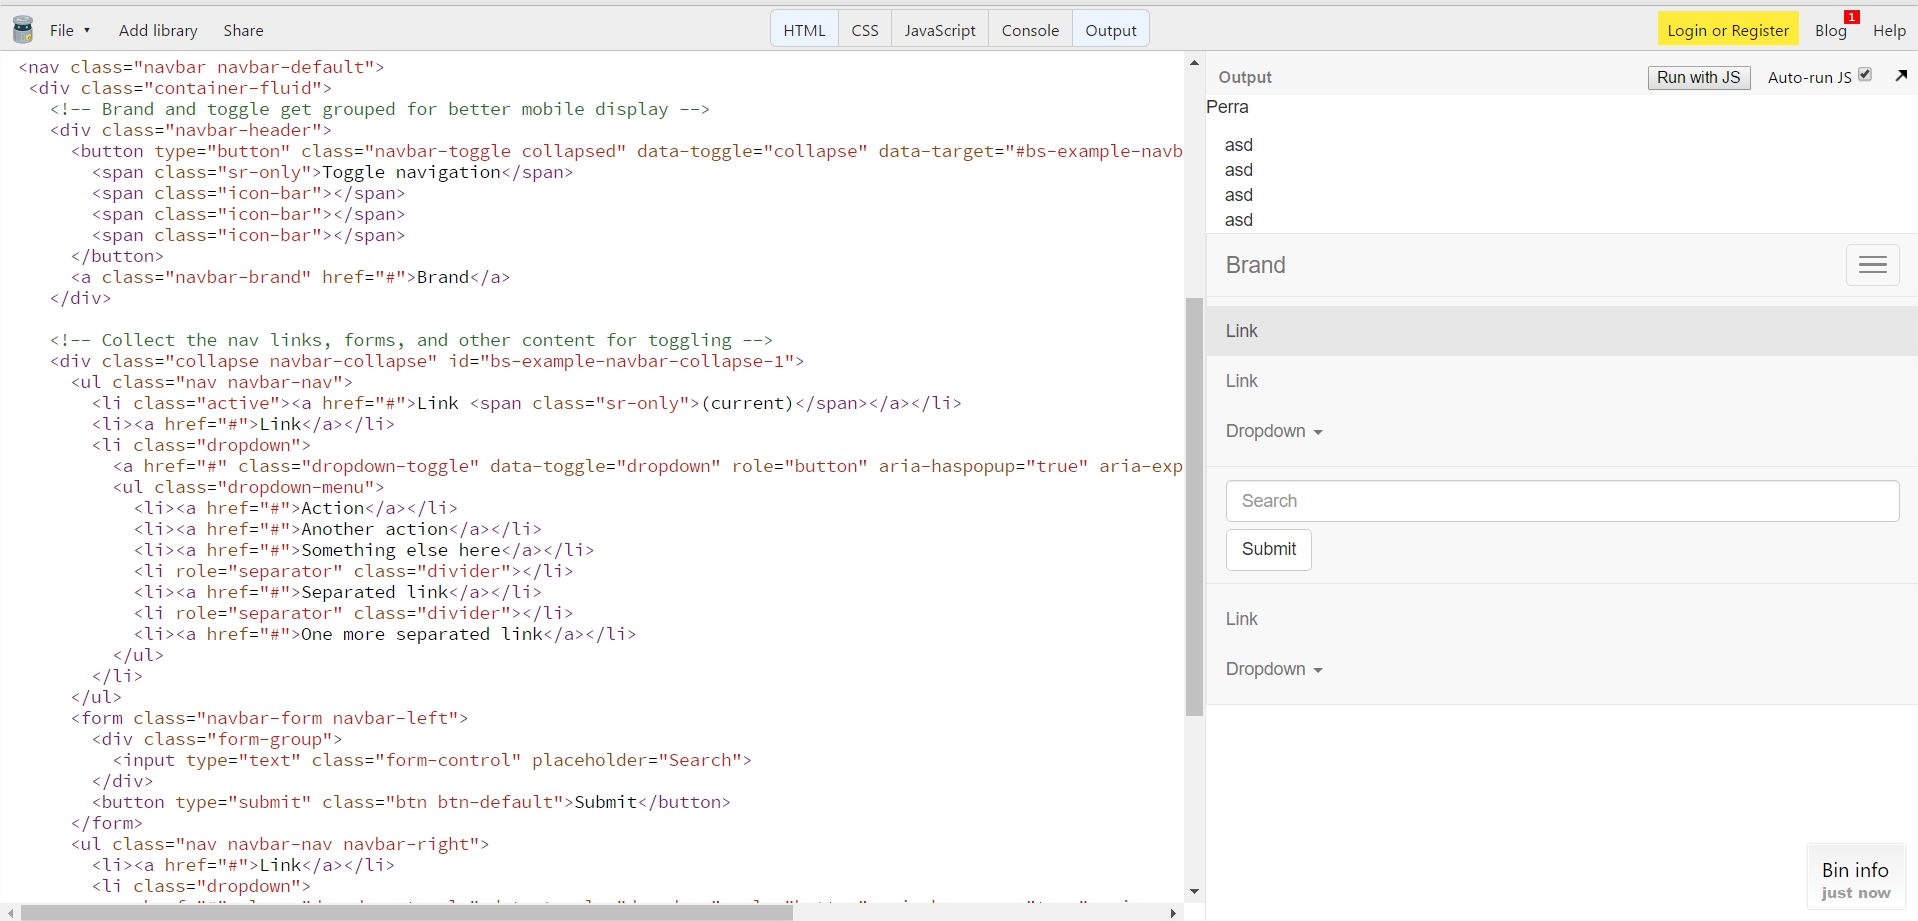 File ▾ Add library Share HTML CSS JavaScript Console Output Login or Register Blog 1 Help
<nav class="navbar navbar-default">
<div class="container-fluid">
<!-- Brand and toggle get grouped for better mobile display -->
<div class="navbar-header">
<button type="button" class="navbar-toggle collapsed" data-toggle="collapse" data-target="#bs-example-navb
<span class="sr-only">Toggle navigation</span>
<span class="icon-bar"></span>
<span class="icon-bar"></span>
<span class="icon-bar"></span>
</button>
<a class="navbar-brand" href="#">Brand</a>
</div>
<!-- Collect the nav links, forms, and other content for toggling -->
<div class="collapse navbar-collapse" id="bs-example-navbar-collapse-1">
<ul class="nav navbar-nav">
<li class="active"><a href="#">Link <span class="sr-only">(current)</span></a></li>
<li><a href="#">Link</a></li>
<li class="dropdown">
<a href="#" class="dropdown-toggle" data-toggle="dropdown" role="button" aria-haspopup="true" aria-exp
<ul class="dropdown-menu">
<li><a href="#">Action</a></li>
<li><a href="#">Another action</a></li>
<li><a href="#">Something else here</a></li>
<li role="separator" class="divider"></li>
<li><a href="#">Separated link</a></li>
<li role="separator" class="divider"></li>
<li><a href="#">One more separated link</a></li>
</ul>
</li>
</ul>
<form class="navbar-form navbar-left">
<div class="form-group">
<input type="text" class="form-control" placeholder="Search">
</div>
<button type="submit" class="btn btn-default">Submit</button>
</form>
<ul class="nav navbar-nav navbar-right">
<li><a href="#">Link</a></li>
<li class="dropdown">
Output Run with JS Auto-run JS
Perra
asd
asd
asd
asd
Brand
Link
Link
Dropdown
Search
Submit
Link
Dropdown
Bin info
just now